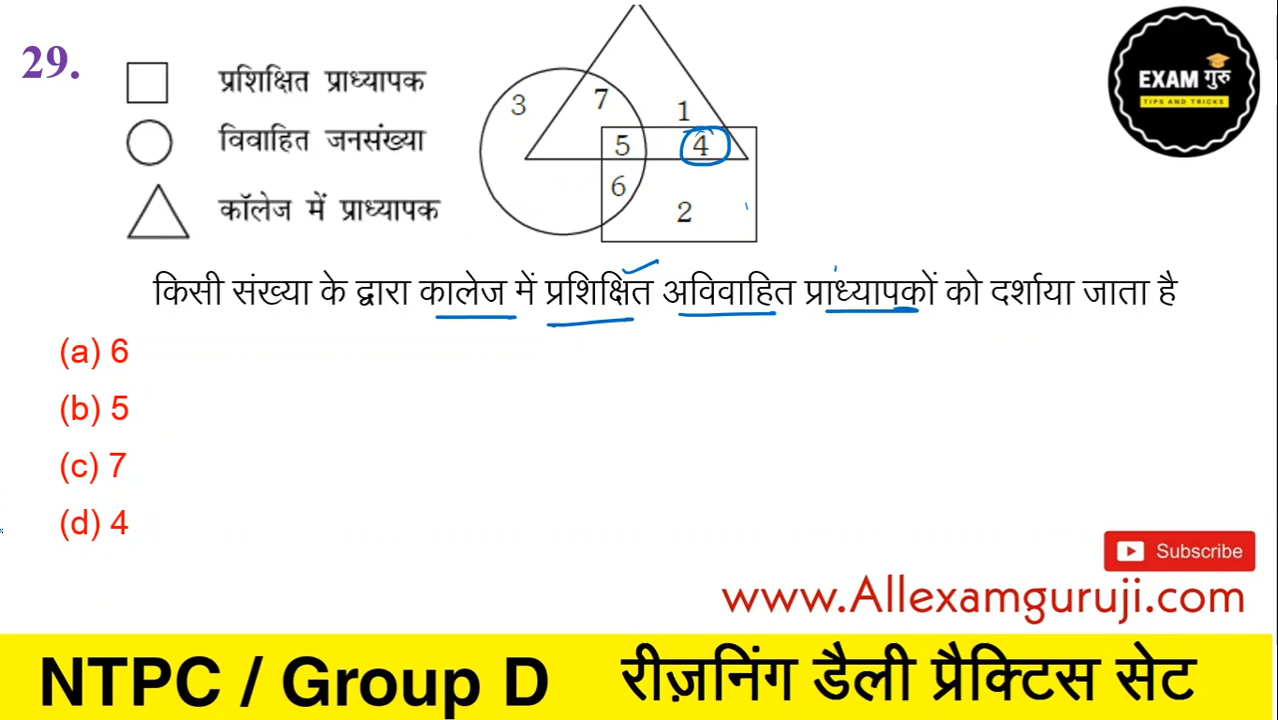 29.
प्रशिक्षित प्राध्यापक
विवाहित जनसंख्या
कॉलेज में प्राध्यापक
3
7
1
5
4
6
2
EXAM गुरु
TIPS AND TRICKS
किसी संख्या के द्वारा कालेज में प्रशिक्षित अविवाहित प्राध्यापकों को दर्शाया जाता है
(a) 6
(b) 5
(c) 7
(d) 4
Subscribe
www.Allexamguruji.com
NTPC / Group D रीज़निंग डैली प्रैक्टिस सेट